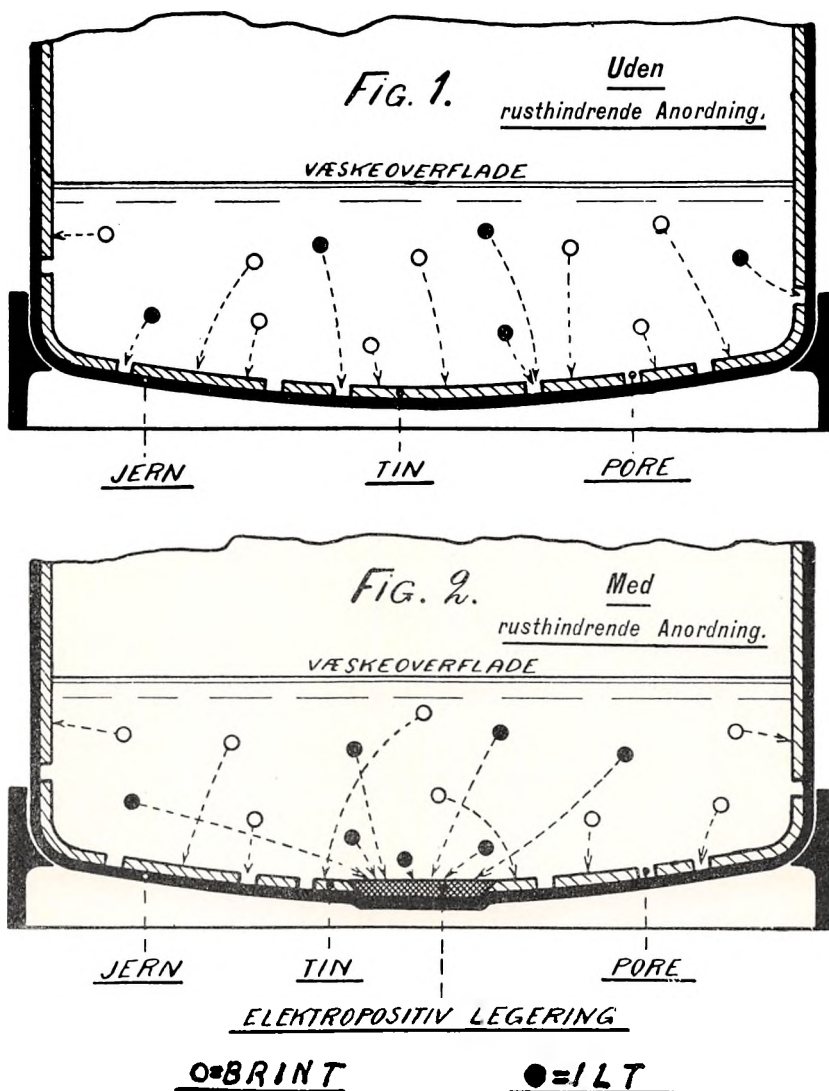 FIG. 1.
Uden
rusthindrende Anordning.
VÆSKEOVERFLADE
JERN TIN PORE
FIG. 2.
Med
rusthindrende Anordning.
VÆSKEOVERFLADE
JERN TIN PORE
ELEKTROPOSITIV LEGERING
O=BRINT ●=ILT